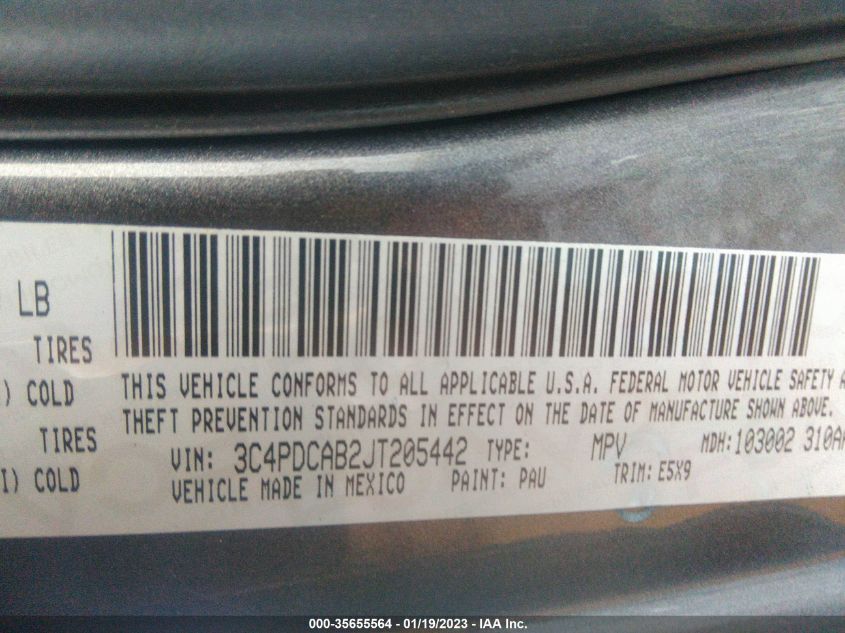 LB
TIRES
) COLD
TIRES
I) COLD
THIS VEHICLE CONFORMS TO ALL APPLICABLE U.S.A. FEDERAL MOTOR VEHICLE SAFETY A
THEFT PREVENTION STANDARDS IN EFFECT ON THE DATE OF MANUFACTURE SHOWN ABOVE.
VIN: 3C4PDCAB2JT205442 TYPE: MPV MDH:103002 310A
VEHICLE MADE IN MEXICO PAINT: PAU TRIM: E5X9
000-35655564 - 01/19/2023 - IAA Inc.